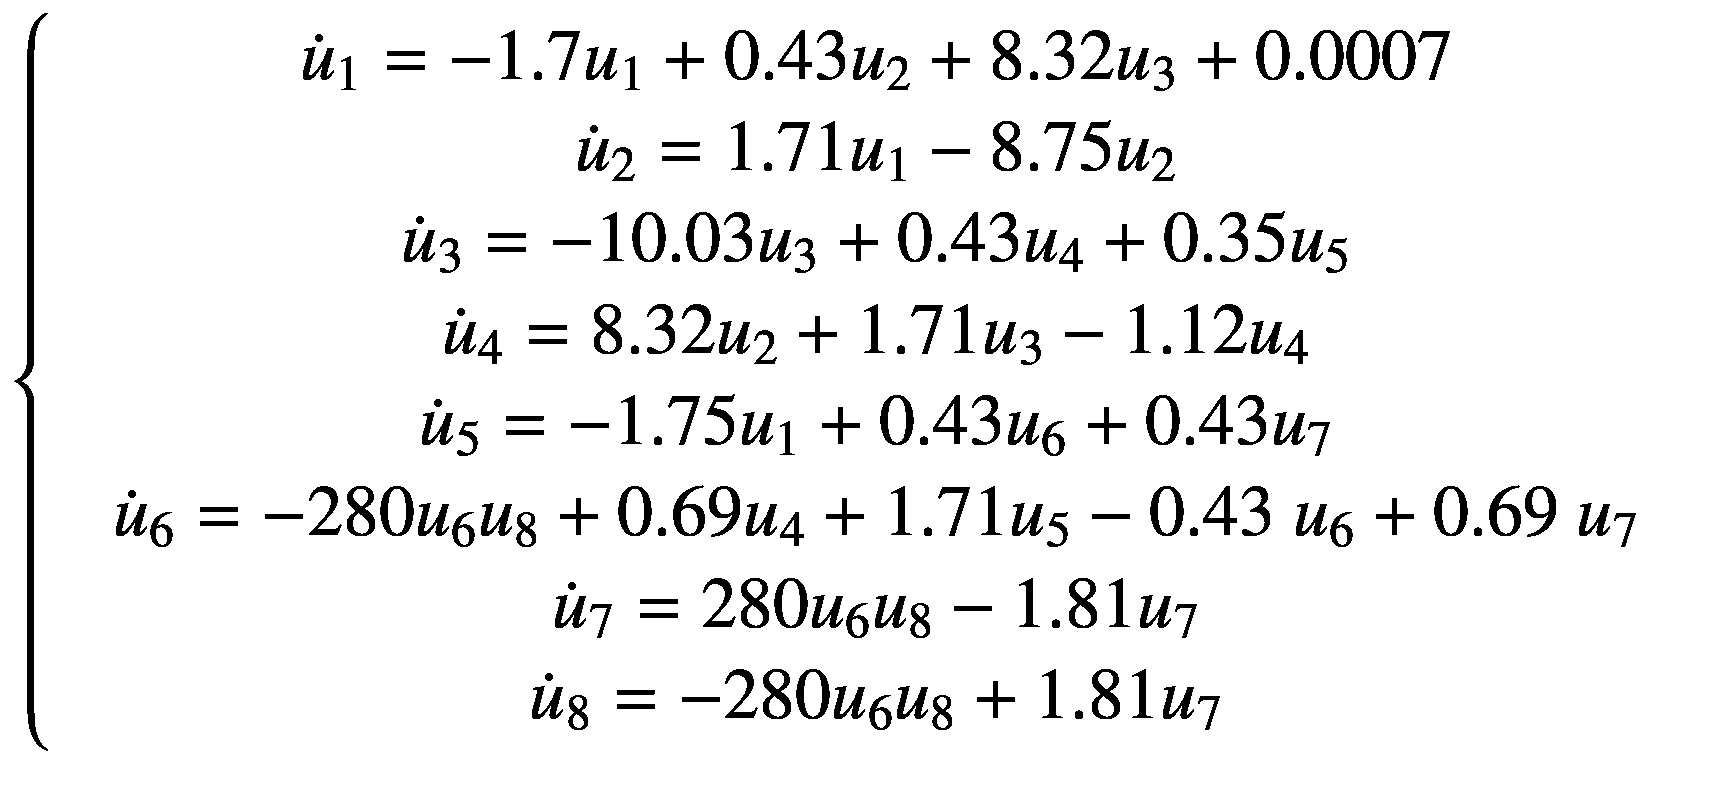 u̇₁ = −1.7u₁ + 0.43u₂ + 8.32u₃ + 0.0007
u̇₂ = 1.71u₁ − 8.75u₂
u̇₃ = −10.03u₃ + 0.43u₄ + 0.35u₅
u̇₄ = 8.32u₂ + 1.71u₃ − 1.12u₄
u̇₅ = −1.75u₁ + 0.43u₆ + 0.43u₇
u̇₆ = −280u₆u₈ + 0.69u₄ + 1.71u₅ − 0.43 u₆ + 0.69 u₇
u̇₇ = 280u₆u₈ − 1.81u₇
u̇₈ = −280u₆u₈ + 1.81u₇